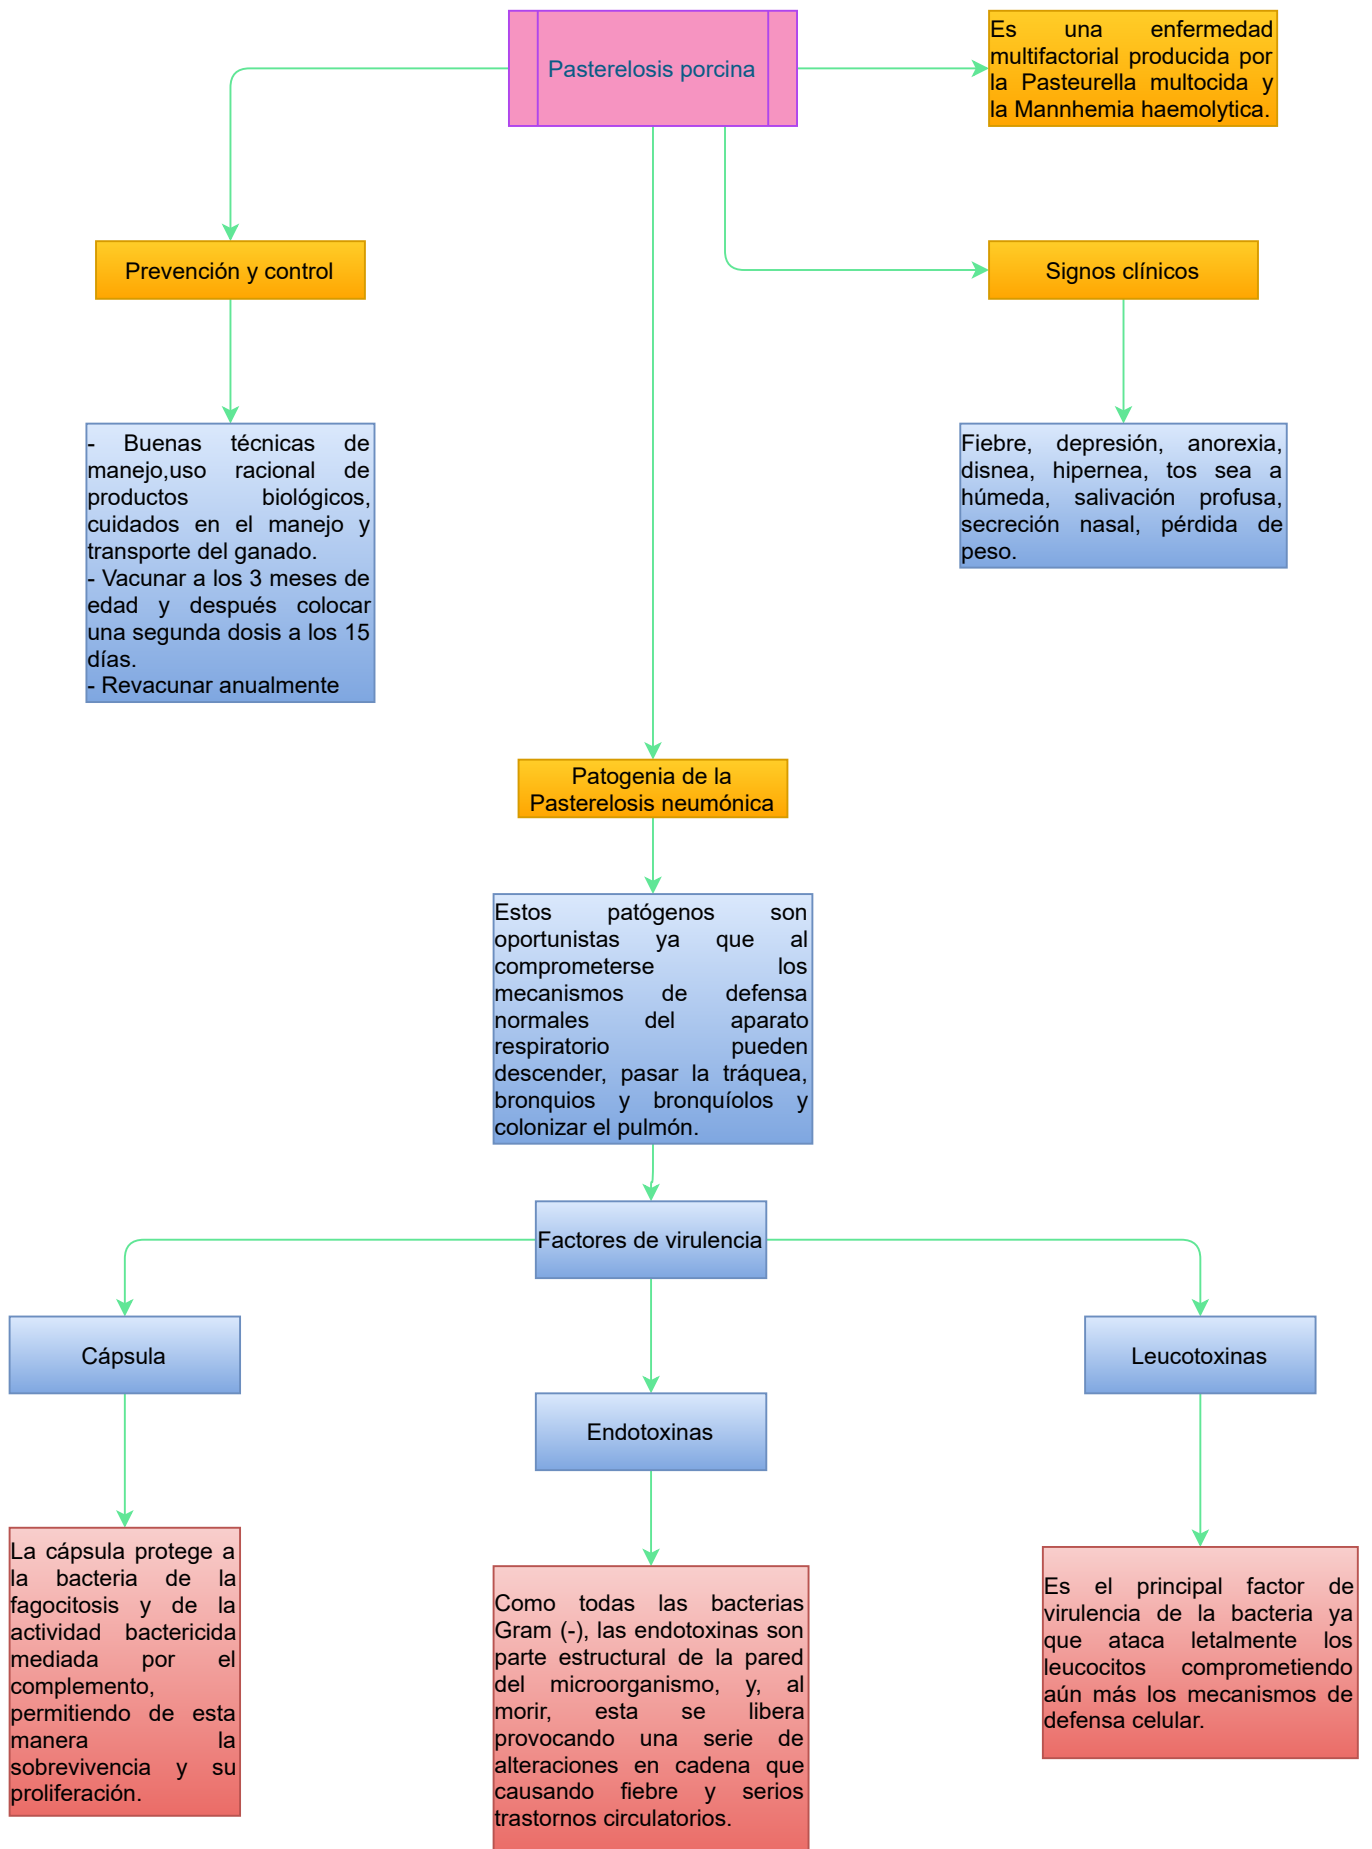 Pasterelosis porcina
Es una enfermedad
multifactorial producida por
la Pasteurella multocida y
la Mannhemia haemolytica.
Prevención y control
Signos clínicos
- Buenas técnicas de
manejo,uso racional de
productos biológicos,
cuidados en el manejo y
transporte del ganado.
- Vacunar a los 3 meses de
edad y después colocar
una segunda dosis a los 15
días.
- Revacunar anualmente
Fiebre, depresión, anorexia,
disnea, hipernea, tos sea a
húmeda, salivación profusa,
secreción nasal, pérdida de
peso.
Patogenia de la
Pasterelosis neumónica
Estos patógenos son
oportunistas ya que al
comprometerse los
mecanismos de defensa
normales del aparato
respiratorio pueden
descender, pasar la tráquea,
bronquios y bronquíolos y
colonizar el pulmón.
Factores de virulencia
Cápsula
Endotoxinas
Leucotoxinas
La cápsula protege a
la bacteria de la
fagocitosis y de la
actividad bactericida
mediada por el
complemento,
permitiendo de esta
manera la
sobrevivencia y su
proliferación.
Como todas las bacterias
Gram (-), las endotoxinas son
parte estructural de la pared
del microorganismo, y, al
morir, esta se libera
provocando una serie de
alteraciones en cadena que
causando fiebre y serios
trastornos circulatorios.
Es el principal factor de
virulencia de la bacteria ya
que ataca letalmente los
leucocitos comprometiendo
aún más los mecanismos de
defensa celular.